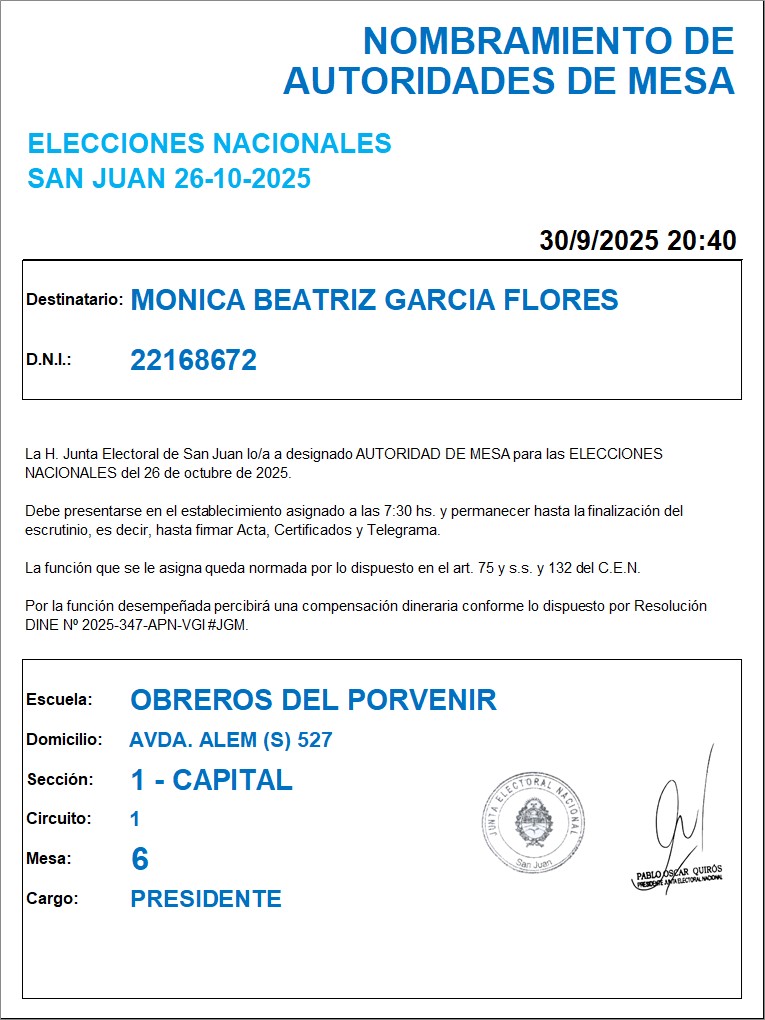 NOMBRAMIENTO DE
AUTORIDADES DE MESA
ELECCIONES NACIONALES
SAN JUAN 26-10-2025
30/9/2025 20:40
Destinatario: MONICA BEATRIZ GARCIA FLORES
D.N.I.: 22168672
La H. Junta Electoral de San Juan lo/a a designado AUTORIDAD DE MESA para las ELECCIONES
NACIONALES del 26 de octubre de 2025.
Debe presentarse en el establecimiento asignado a las 7:30 hs. y permanecer hasta la finalización del
escrutinio, es decir, hasta firmar Acta, Certificados y Telegrama.
La función que se le asigna queda normada por lo dispuesto en el art. 75 y s.s. y 132 del C.E.N.
Por la función desempeñada percibirá una compensación dineraria conforme lo dispuesto por Resolución
DINE Nº 2025-347-APN-VGI#JGM.
Escuela: OBREROS DEL PORVENIR
Domicilio: AVDA. ALEM (S) 527
Sección: 1 - CAPITAL
Circuito: 1
Mesa: 6
Cargo: PRESIDENTE
JUNTA ELECTORAL NACIONAL
San Juan
PABLO OSCAR QUIRÓS
PRESIDENTE JUNTA ELECTORAL NACIONAL